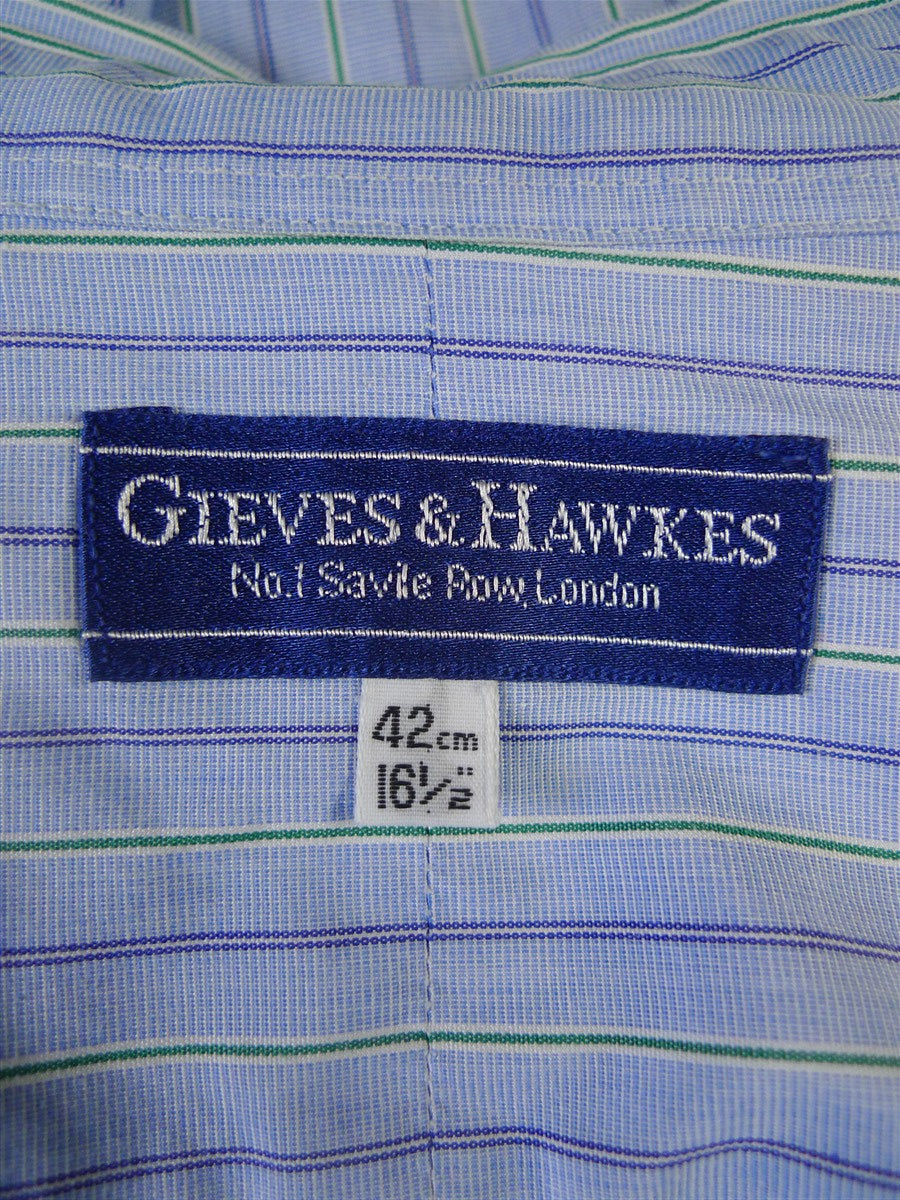 GIEVES & HAWKES
No.1 Savile Row, London
42cm
16½"